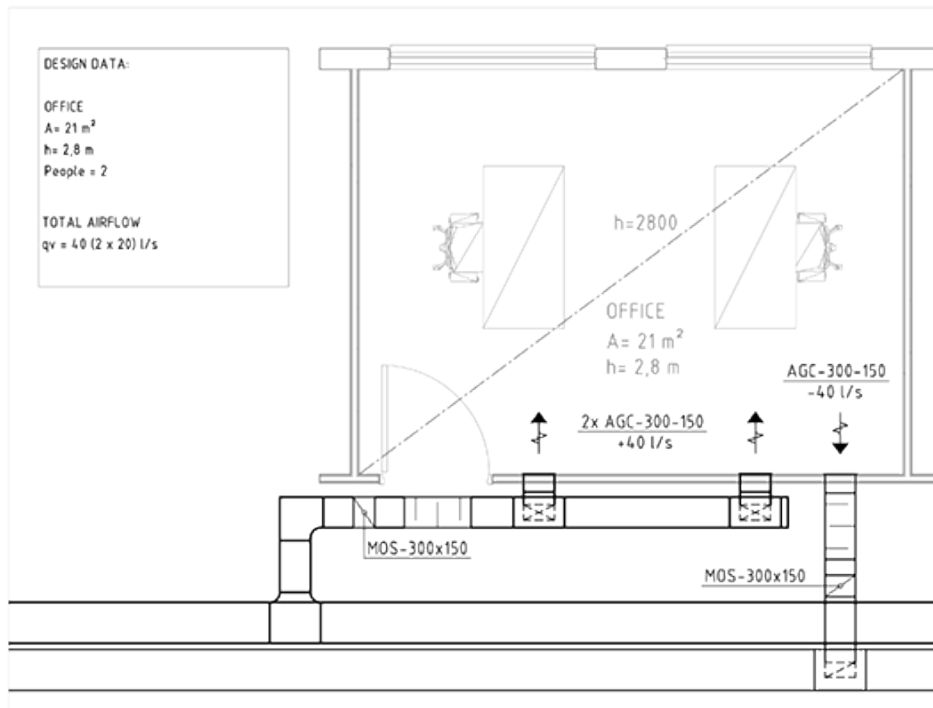 DESIGN DATA:
OFFICE
A= 21 m²
h= 2,8 m
People = 2
TOTAL AIRFLOW
qv = 40 (2 x 20) l/s
h=2800
OFFICE
A= 21 m²
h= 2,8 m
AGC-300-150
-40 l/s
2x AGC-300-150
+40 l/s
MOS-300x150
MOS-300x150